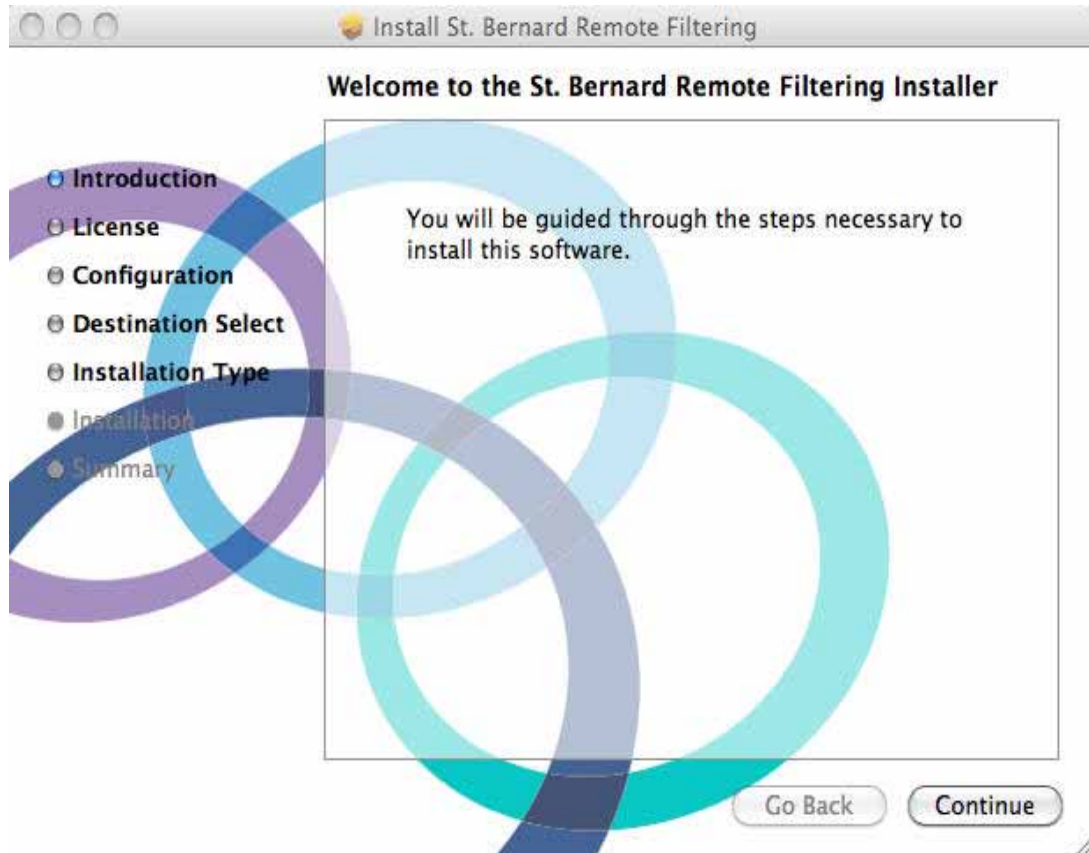 Install St. Bernard Remote Filtering
Welcome to the St. Bernard Remote Filtering Installer
Introduction
License
Configuration
Destination Select
Installation Type
Installation
Summary
You will be guided through the steps necessary to
install this software.
Go Back
Continue